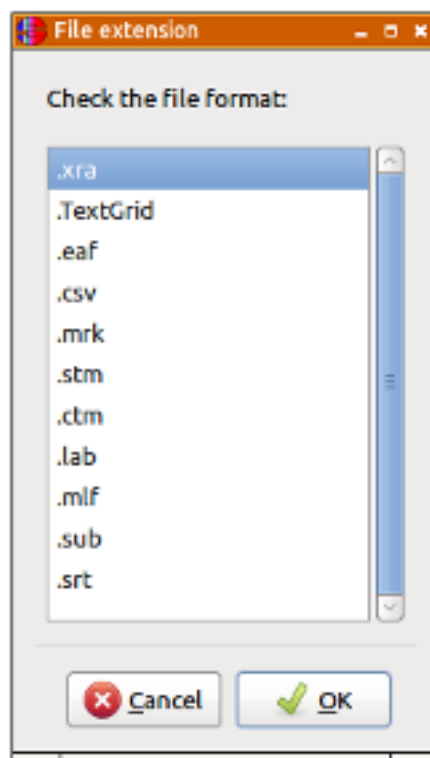 File extension
Check the file format:
.xra
.TextGrid
.eaf
.csv
.mrk
.stm
.ctm
.lab
.mlf
.sub
.srt
Cancel
OK